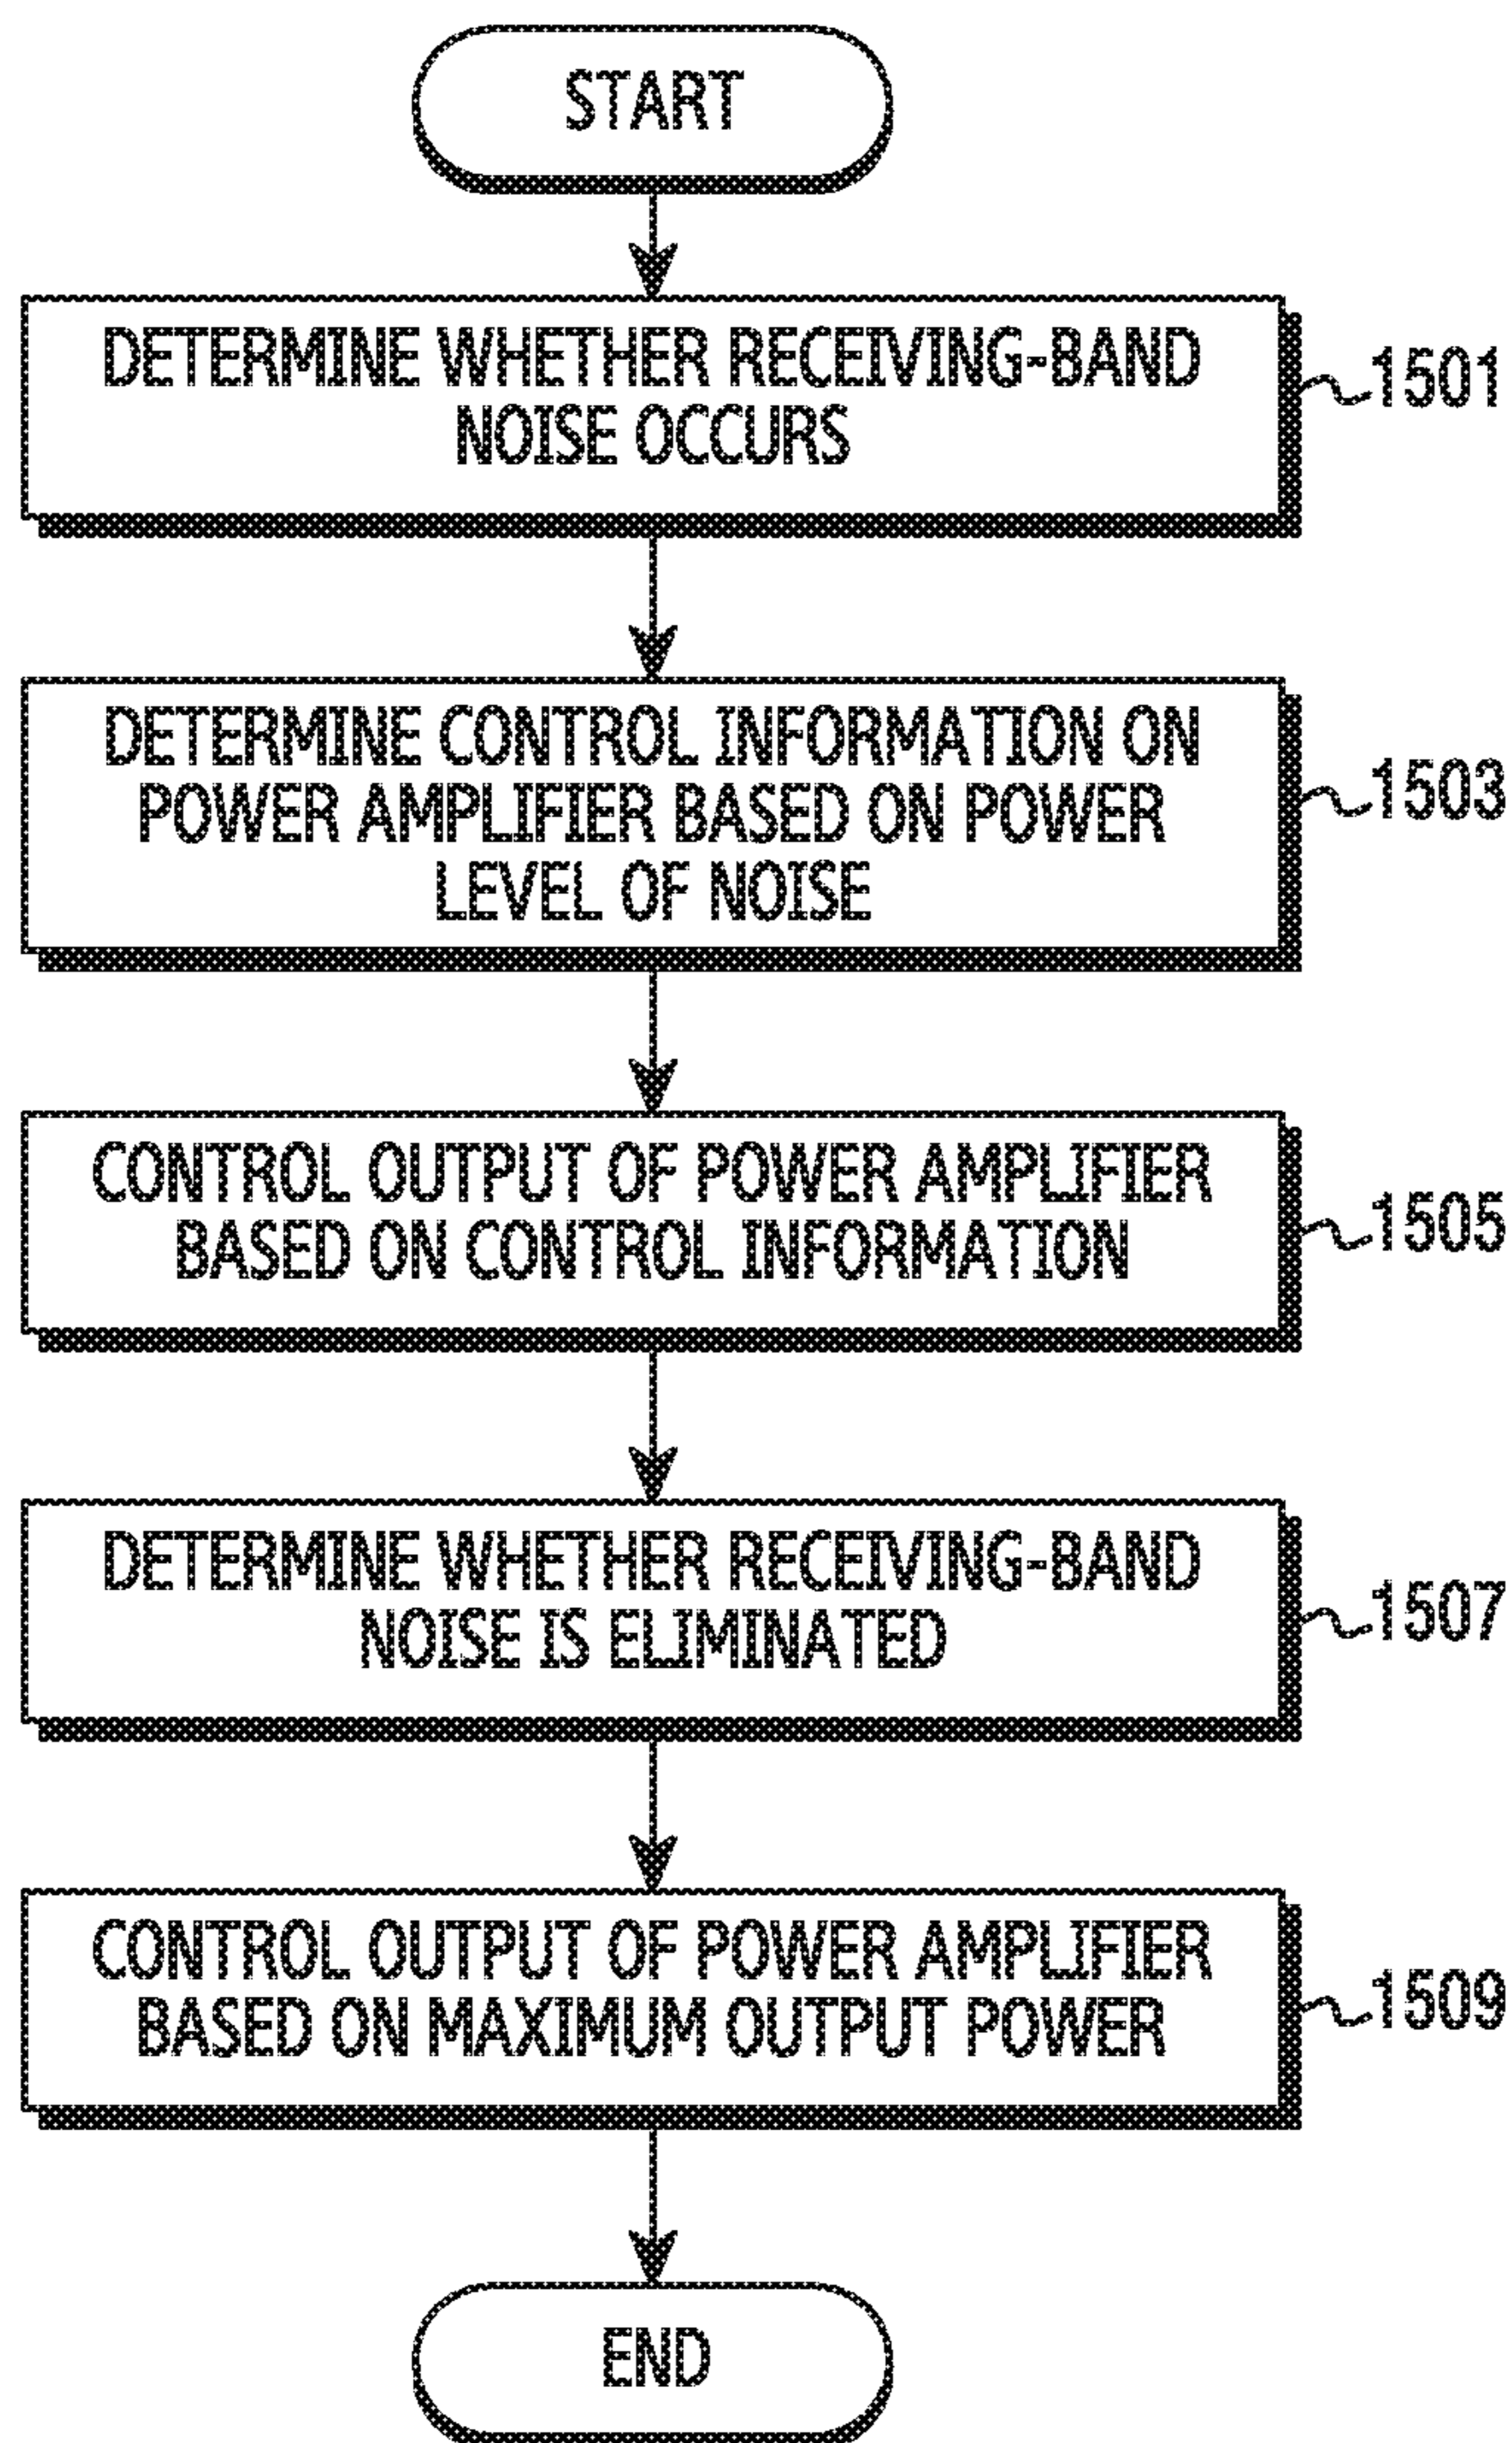 START
DETERMINE WHETHER RECEIVING-BAND
NOISE OCCURS
1501
DETERMINE CONTROL INFORMATION ON
POWER AMPLIFIER BASED ON POWER
LEVEL OF NOISE
1503
CONTROL OUTPUT OF POWER AMPLIFIER
BASED ON CONTROL INFORMATION
1505
DETERMINE WHETHER RECEIVING-BAND
NOISE IS ELIMINATED
1507
CONTROL OUTPUT OF POWER AMPLIFIER
BASED ON MAXIMUM OUTPUT POWER
1509
END